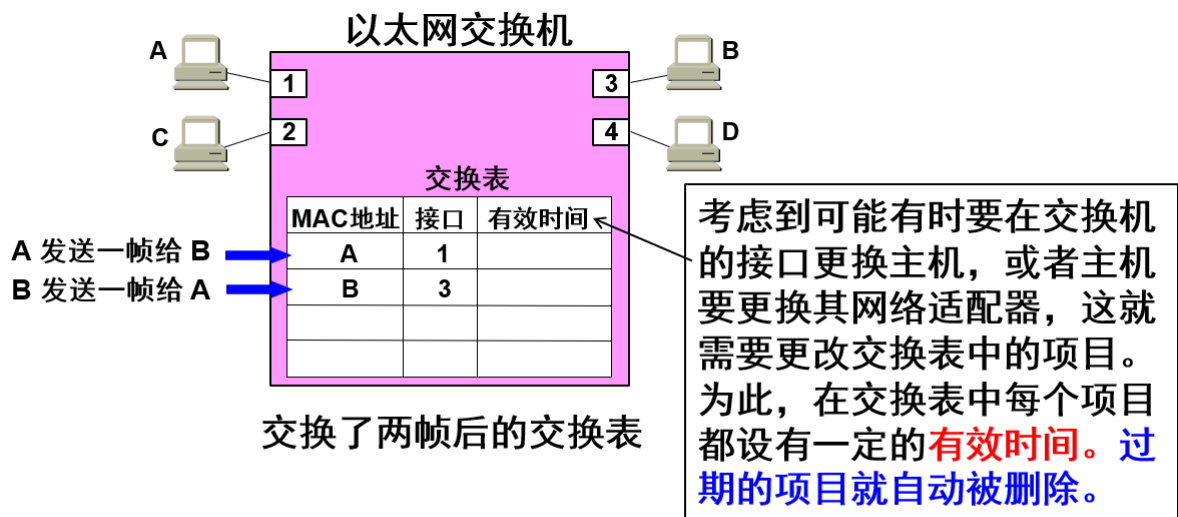 以太网交换机
A
B
1
3
C
D
2
4
交换表
MAC地址 接口 有效时间
A 发送一帧给 B
A 1
B 发送一帧给 A
B 3
交换了两帧后的交换表
考虑到可能有时要在交换机
的接口更换主机，或者主机
要更换其网络适配器，这就
需要更改交换表中的项目。
为此，在交换表中每个项目
都设有一定的有效时间。过
期的项目就自动被删除。